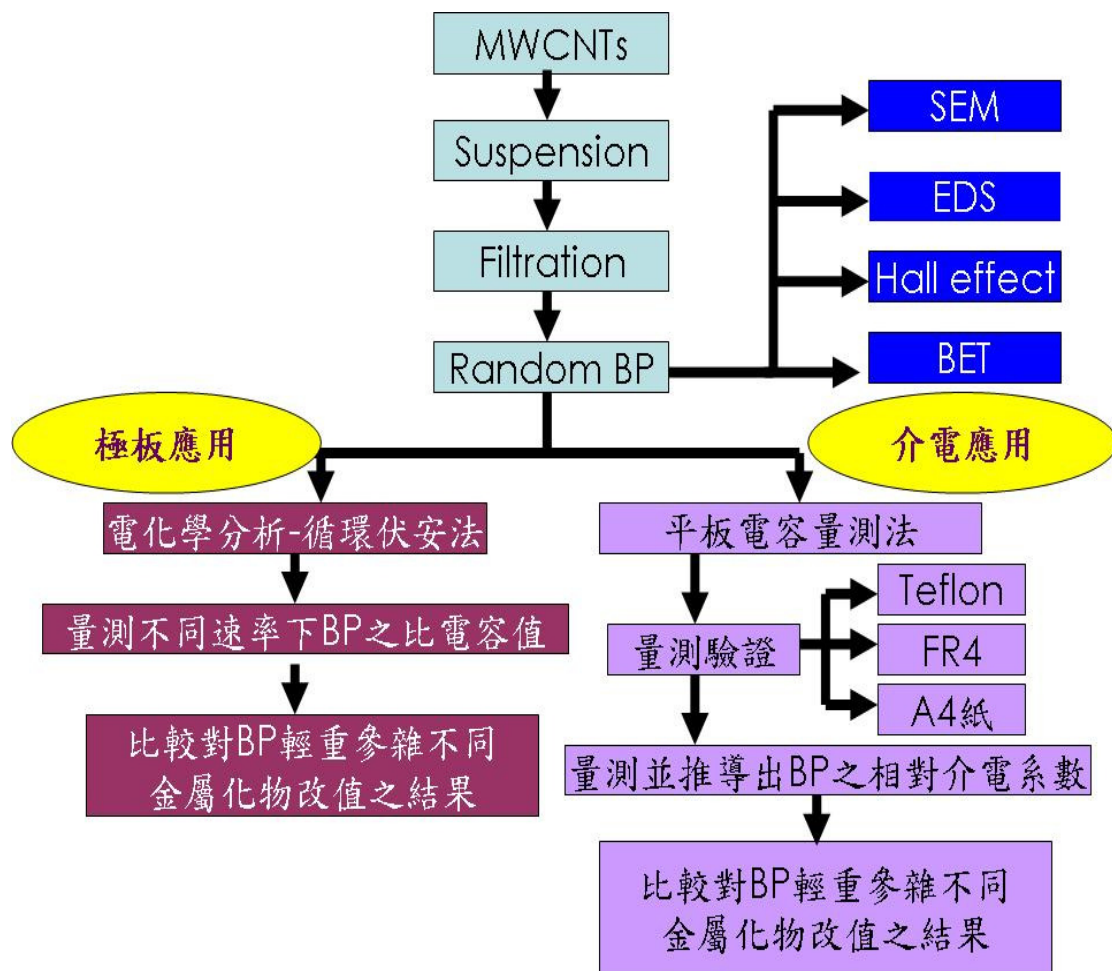 MWCNTs
Suspension
Filtration
Random BP
SEM
EDS
Hall effect
BET
極板應用
介電應用
電化學分析-循環伏安法
量測不同速率下BP之比電容值
比較對BP輕重參雜不同
金屬化物改值之結果
平板電容量測法
量測驗證
Teflon
FR4
A4紙
量測並推導出BP之相對介電系數
比較對BP輕重參雜不同
金屬化物改值之結果